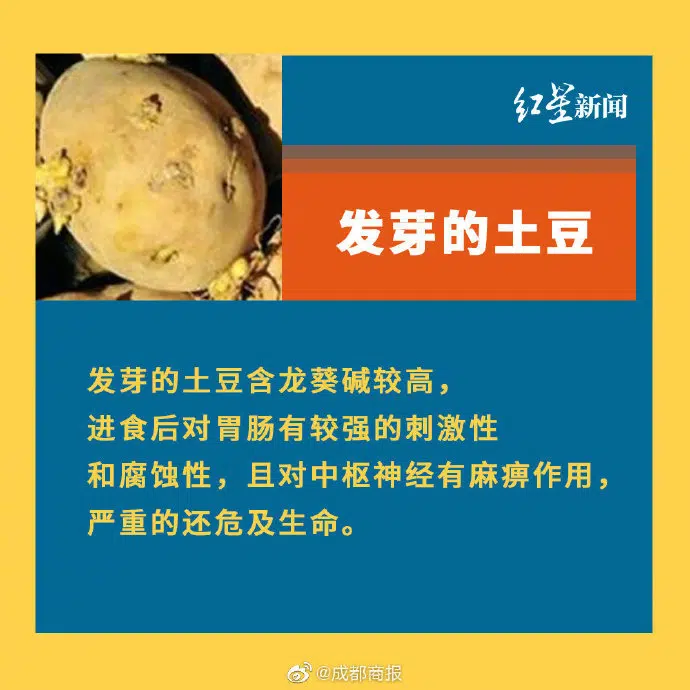 红星新闻
发芽的土豆
发芽的土豆含龙葵碱较高，
进食后对胃肠有较强的刺激性
和腐蚀性，且对中枢神经有麻痹作用，
严重的还危及生命。
@成都商报